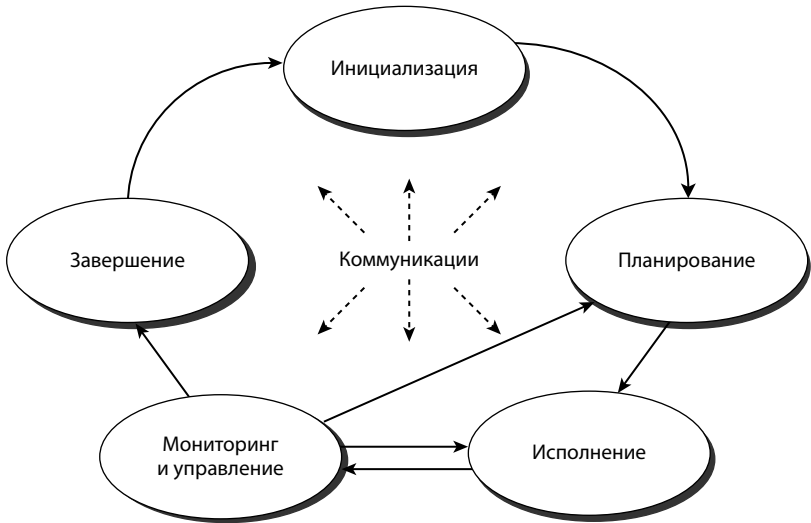 Инициализация
Завершение
Коммуникации
Планирование
Мониторинг
и управление
Исполнение